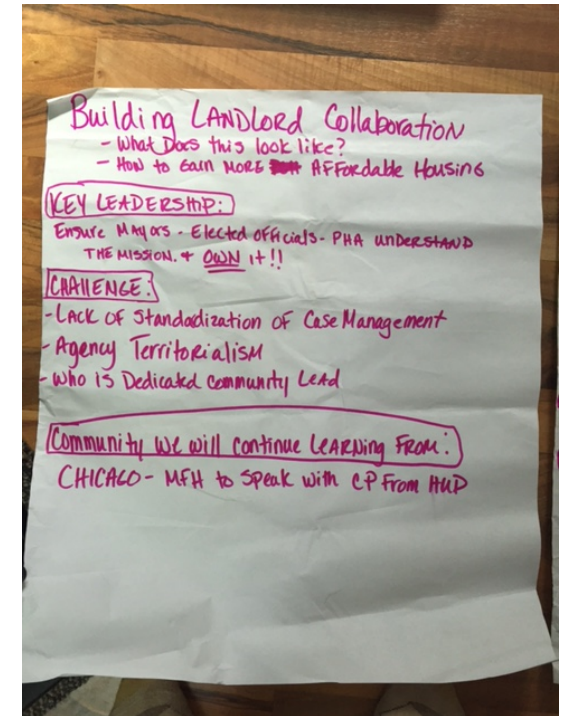 Building LANDLORD Collaboration
- What Does this look like?
- How to Earn MORE AFFordable Housing
KEY LEADERSHIP:
Ensure Mayors - Elected Officials - PHA UNDERSTAND
THE MISSION. + OWN it!!
CHALLENGE:
- Lack of Standadization of Case Management
- Agency Territorialism
- Who is Dedicated community Lead
Community we will continue Learning From:
CHICAGO - MFH to Speak with CP From HUD